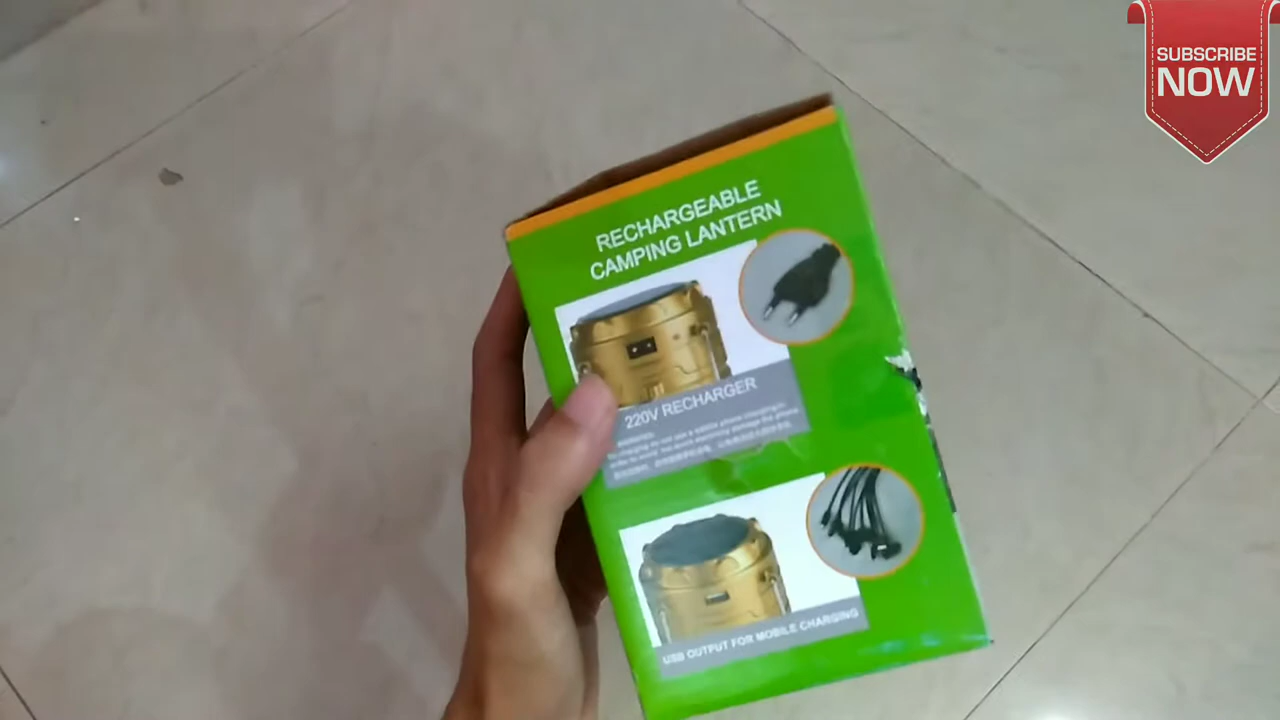 SUBSCRIBE
NOW
RECHARGEABLE
CAMPING LANTERN
220V RECHARGER
USB OUTPUT FOR MOBILE CHARGING